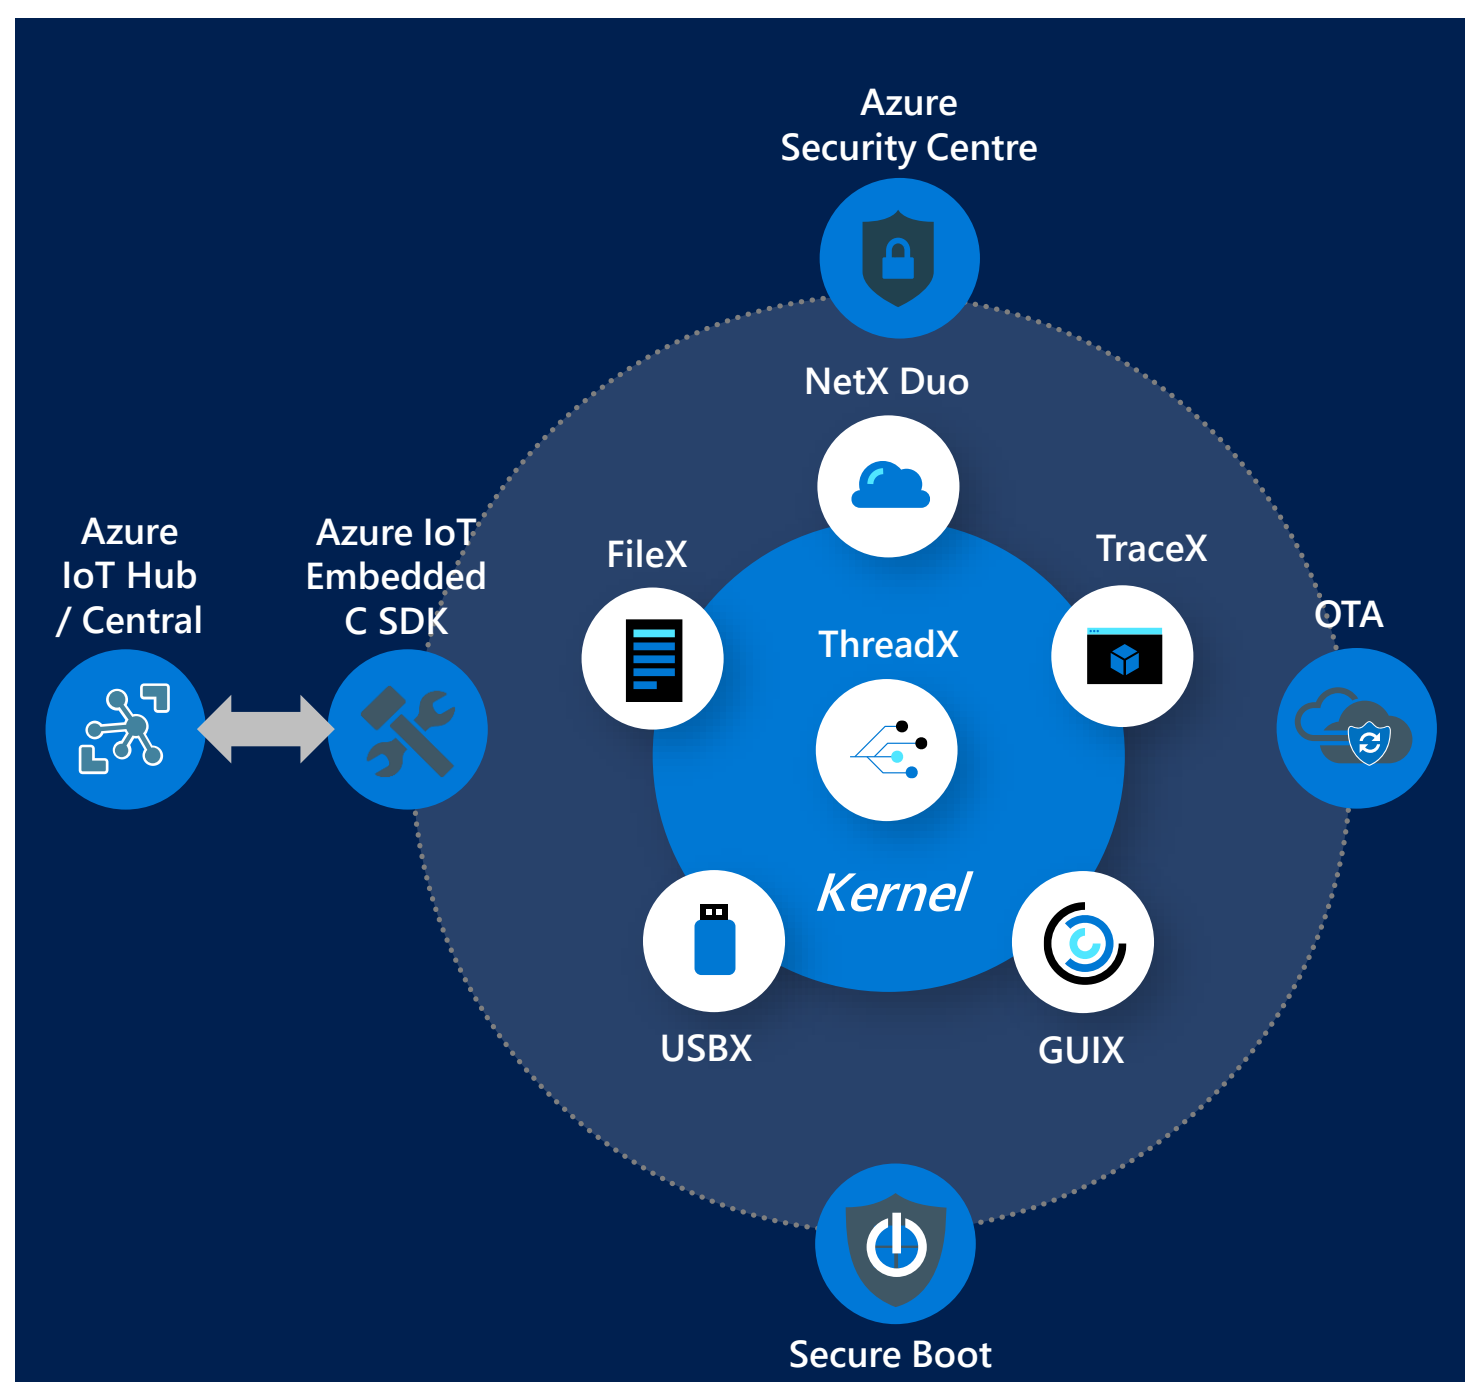 Azure
Security Centre
NetX Duo
Azure
IoT Hub
/ Central
Azure IoT
Embedded
C SDK
FileX
TraceX
OTA
ThreadX
Kernel
USBX
GUIX
Secure Boot